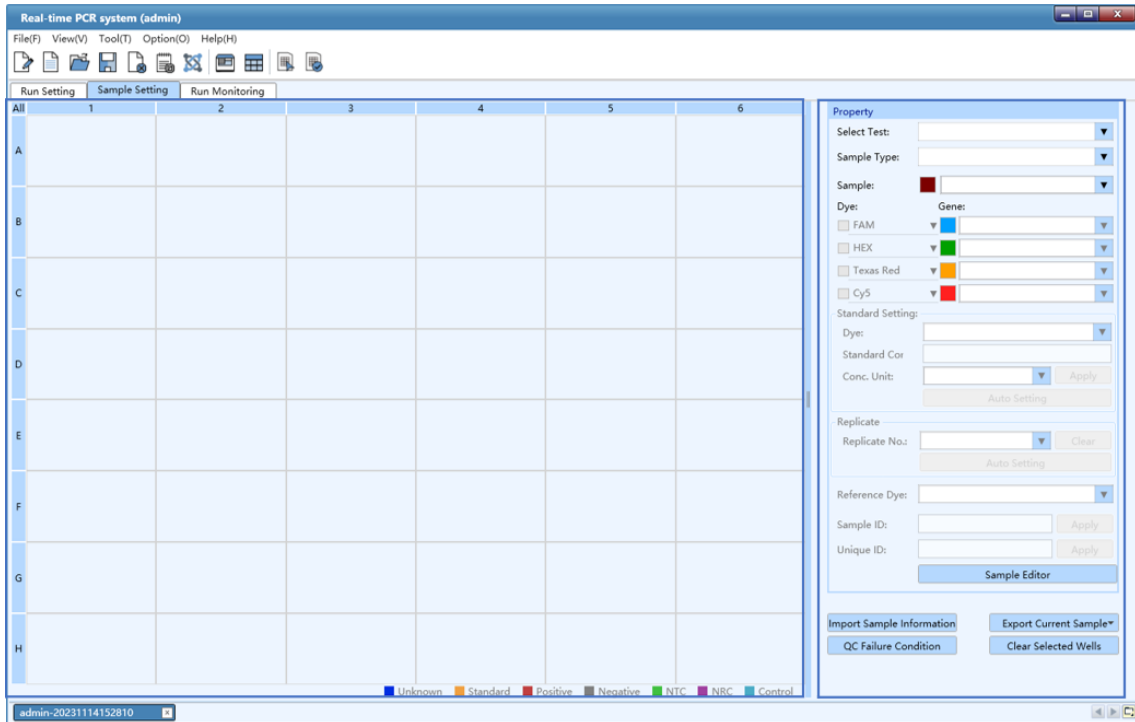 Real-time PCR system (admin)
File(F) View(V) Tool(T) Option(O) Help(H)
Run Setting Sample Setting Run Monitoring
All 1 2 3 4 5 6
A
B
C
D
E
F
G
H
Unknown Standard Positive Negative NTC NRC Control
Property
Select Test:
Sample Type:
Sample:
Dye: Gene:
FAM
HEX
Texas Red
Cy5
Standard Setting:
Dye:
Standard Cor
Conc. Unit: Apply
Auto Setting
Replicate
Replicate No.: Clear
Auto Setting
Reference Dye:
Sample ID: Apply
Unique ID: Apply
Sample Editor
Import Sample Information Export Current Sample
QC Failure Condition Clear Selected Wells
admin-20231114152810